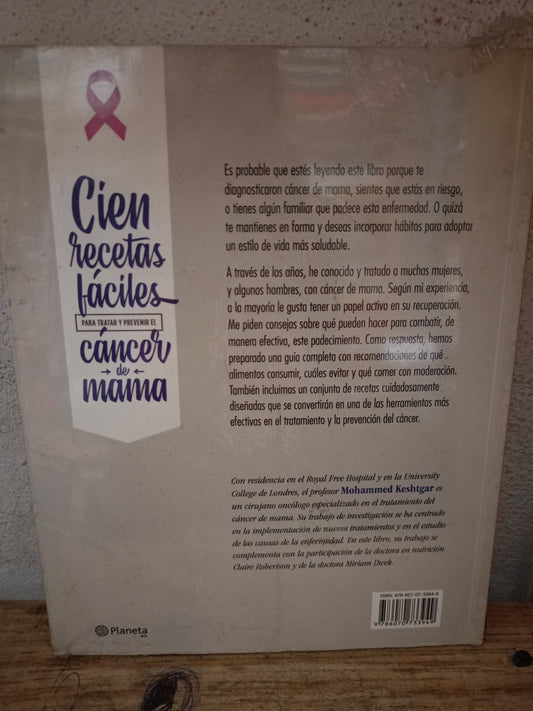 Cien
recetas
fáciles
PARA TRATAR Y PREVENIR EL
cáncer
de
mama
Es probable que estés leyendo este libro porque te
diagnosticaron cáncer de mama, sientes que estás en riesgo,
o tienes algún familiar que padece esta enfermedad. O quizá
te mantienes en forma y deseas incorporar hábitos para adoptar
un estilo de vida más saludable.
A través de los años, he conocido y tratado a muchas mujeres,
y algunos hombres, con cáncer de mama. Según mi experiencia,
a la mayoría le gusta tener un papel activo en su recuperación.
Me piden consejos sobre qué pueden hacer para combatir, de
manera efectiva, este padecimiento. Como respuesta, hemos
preparado una guía completa con recomendaciones de qué
alimentos consumir, cuáles evitar y qué comer con moderación.
También incluimos un conjunto de recetas cuidadosamente
diseñadas que se convertirán en una de las herramientas más
efectivas en el tratamiento y la prevención del cáncer.
Con residencia en el Royal Free Hospital y en la University
College de Londres, el profesor Mohammed Keshtgar es
un cirujano oncólogo especializado en el tratamiento del
cáncer de mama. Su trabajo de investigación se ha centrado
en la implementación de nuevos tratamientos y en el estudio
de las causas de la enfermedad. En este libro, su trabajo se
complementa con la participación de la doctora en nutrición
Claire Robertson y de la doctora Miriam Dwek.
ISBN: 978-607-07-3394-9
9 786070 733949
Planeta